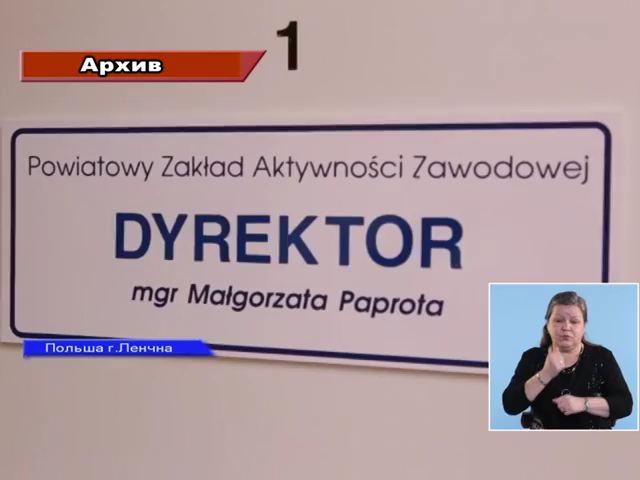 1
Архив
Powiatowy Zakład Aktywności Zawodowej
DYREKTOR
mgr Małgorzata Paprota
Польша г.Ленчна